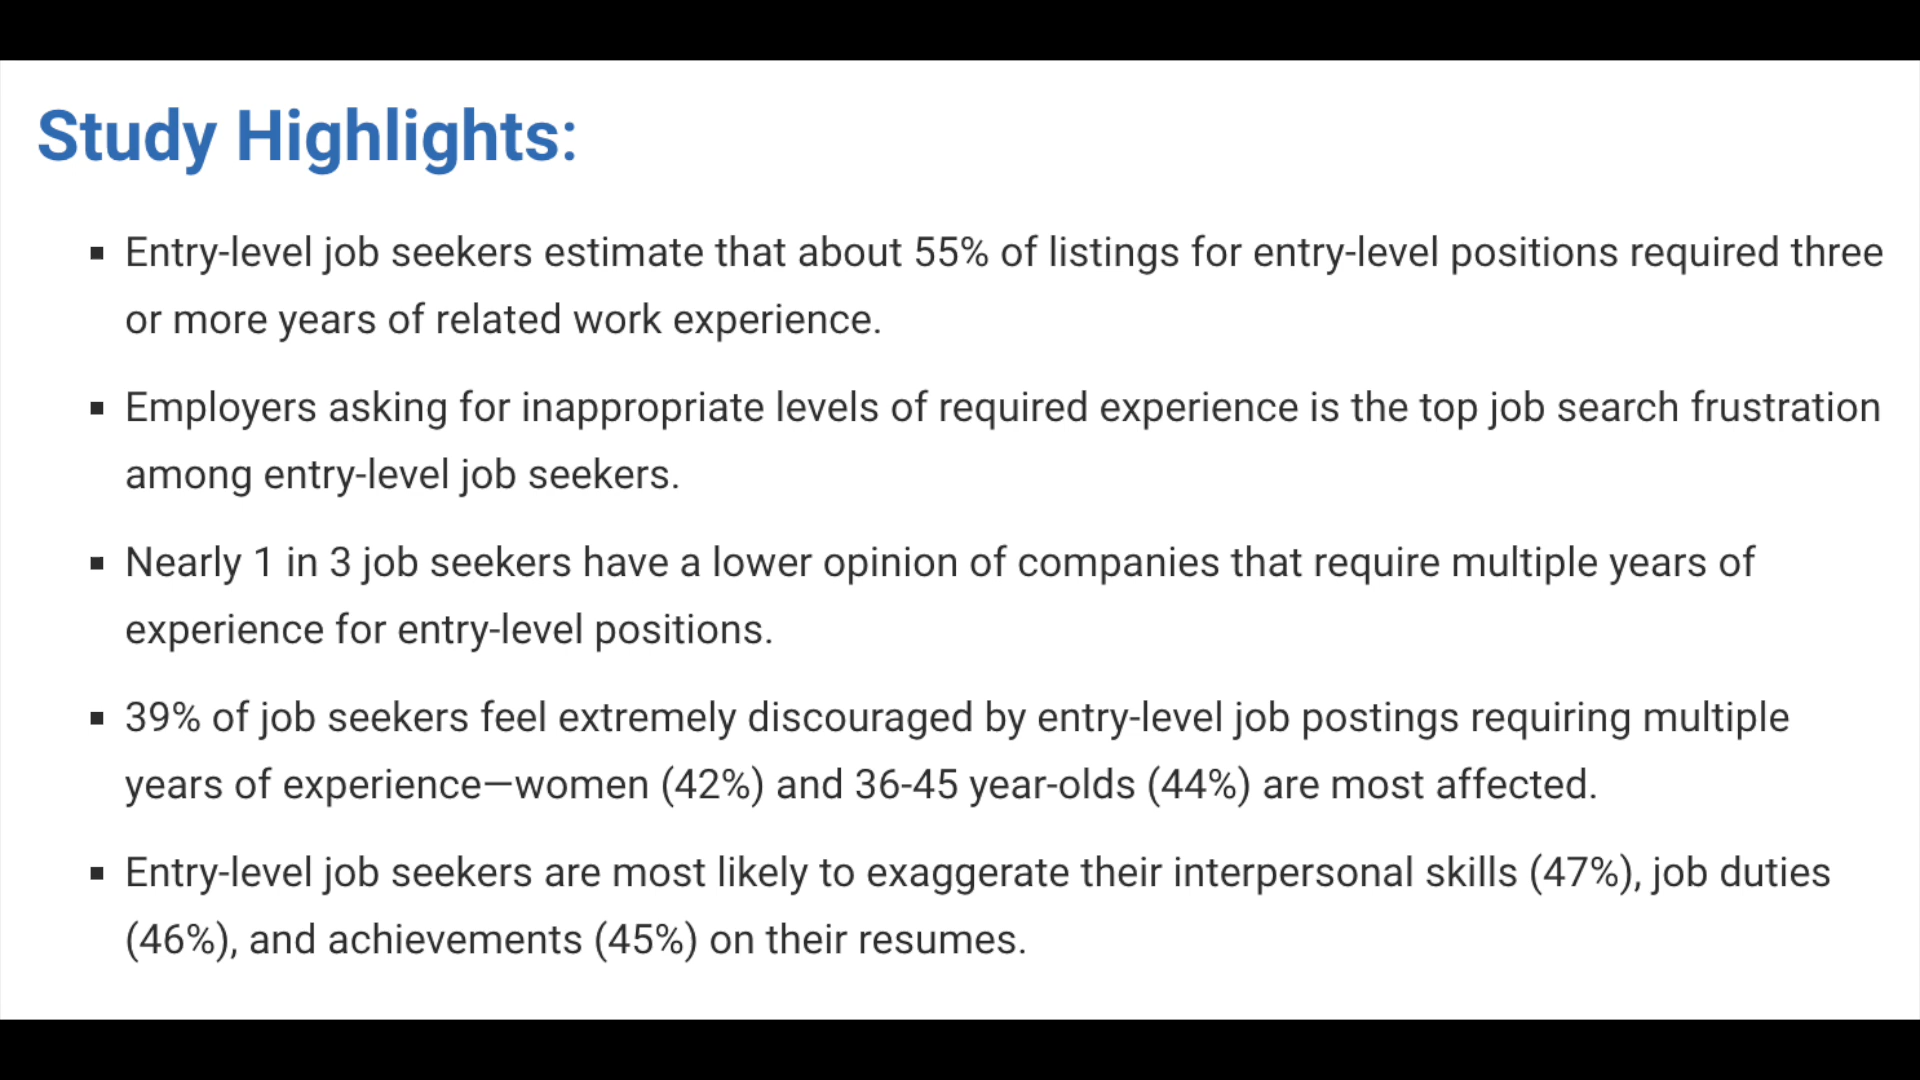 Study Highlights:
▪ Entry-level job seekers estimate that about 55% of listings for entry-level positions required three
or more years of related work experience.
▪ Employers asking for inappropriate levels of required experience is the top job search frustration
among entry-level job seekers.
▪ Nearly 1 in 3 job seekers have a lower opinion of companies that require multiple years of
experience for entry-level positions.
▪ 39% of job seekers feel extremely discouraged by entry-level job postings requiring multiple
years of experience—women (42%) and 36-45 year-olds (44%) are most affected.
▪ Entry-level job seekers are most likely to exaggerate their interpersonal skills (47%), job duties
(46%), and achievements (45%) on their resumes.